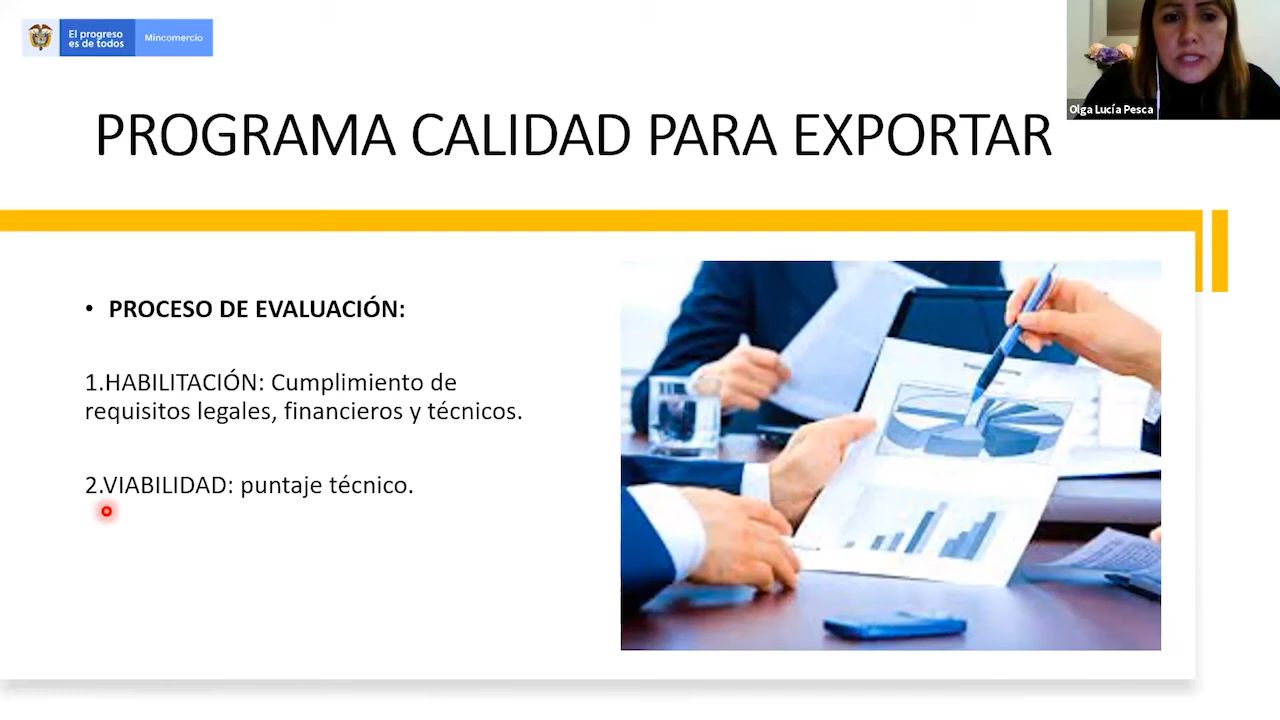 El progreso
es de todos
Mincomercio
Olga Lucía Pesca
PROGRAMA CALIDAD PARA EXPORTAR
• PROCESO DE EVALUACIÓN:
1.HABILITACIÓN: Cumplimiento de
requisitos legales, financieros y técnicos.
2.VIABILIDAD: puntaje técnico.